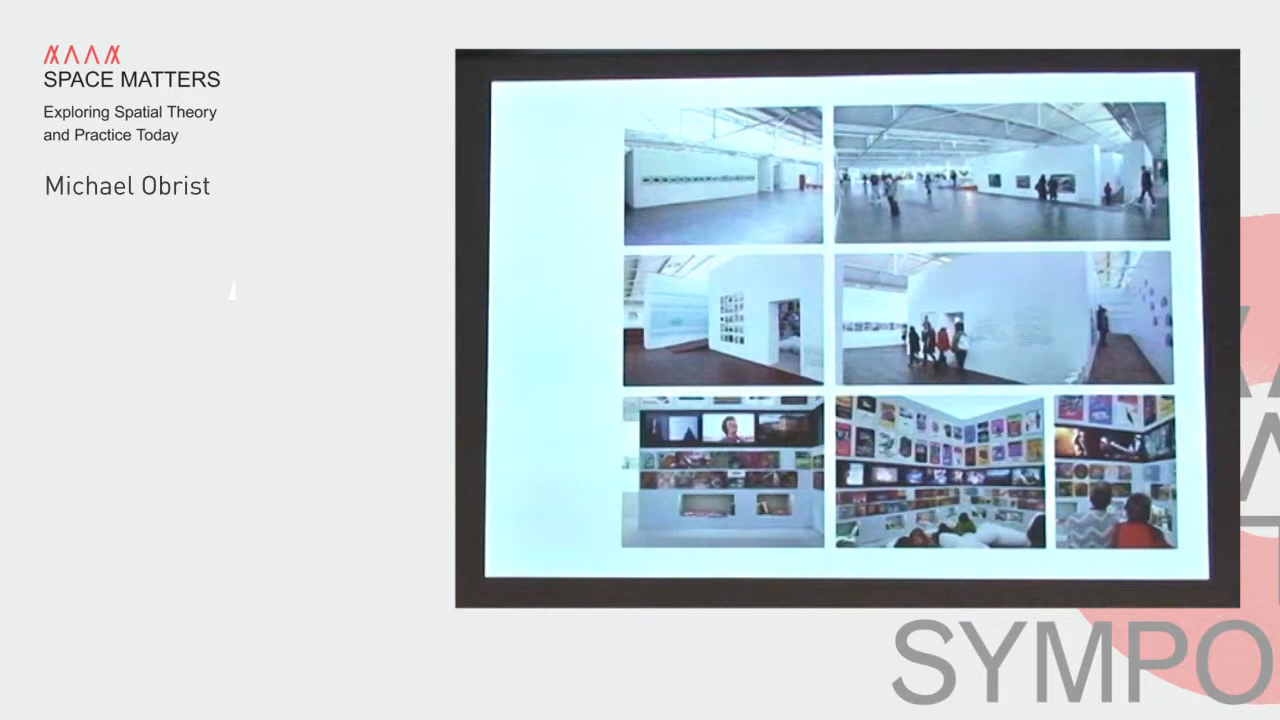 SPACE MATTERS
Exploring Spatial Theory
and Practice Today
Michael Obrist
SYMPO